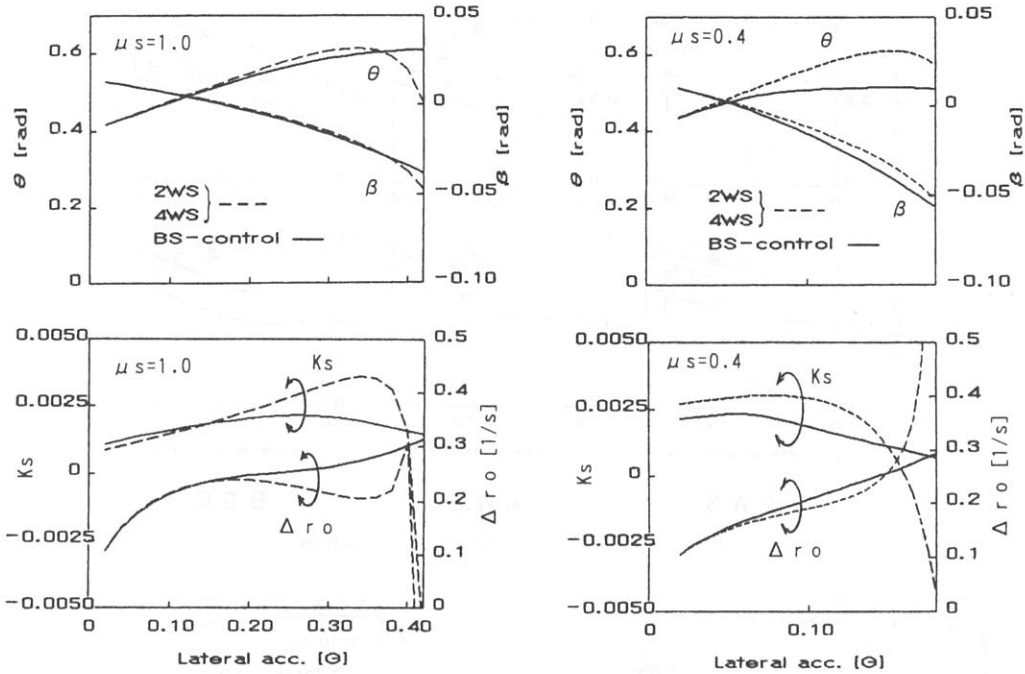 μs=1.0
θ [rad]
0.6
0.4
0.2
0
0.05
0
-0.05
-0.10
β [rad]
θ
β
2WS
4WS
BS-control
μs=0.4
θ [rad]
0.6
0.4
0.2
0
0.05
0
-0.05
-0.10
β [rad]
θ
β
2WS
4WS
BS-control
μs=1.0
Ks
0.0050
0.0025
0
-0.0025
-0.0050
0.5
0.4
0.3
0.2
0.1
0
Δro [1/s]
Ks
Δro
0 0.10 0.20 0.30 0.40
Lateral acc. [G]
μs=0.4
Ks
0.0050
0.0025
0
-0.0025
-0.0050
0.5
0.4
0.3
0.2
0.1
0
Δro [1/s]
Ks
Δro
0 0.10
Lateral acc. [G]